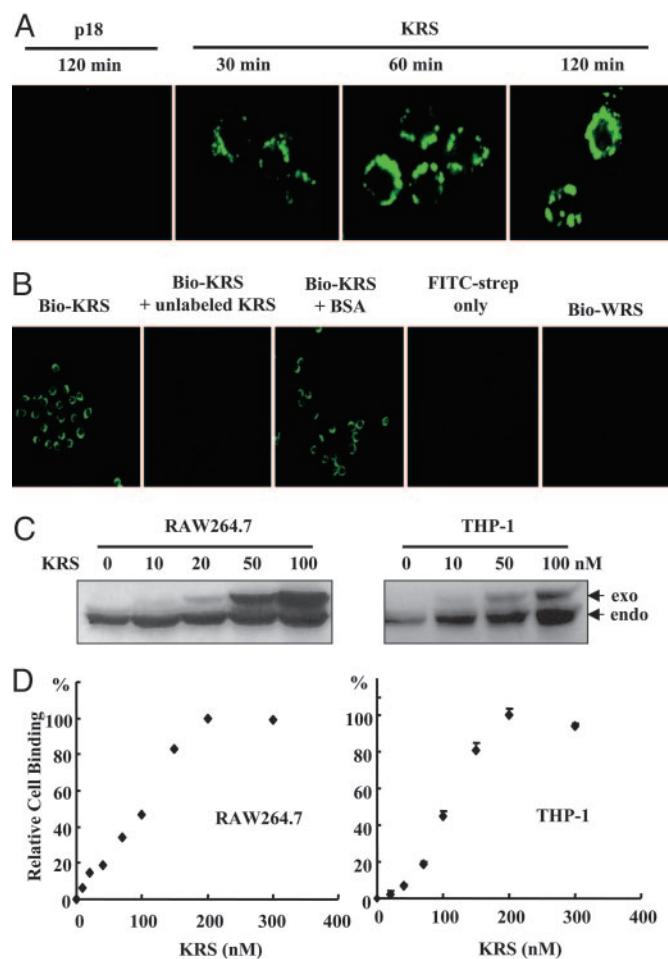 A
p18
KRS
120 min
30 min
60 min
120 min
B
Bio-KRS
Bio-KRS
+ unlabeled KRS
Bio-KRS
+ BSA
FITC-strep
only
Bio-WRS
C
RAW264.7
THP-1
KRS 0 10 20 50 100
0 10 50 100 nM
exo
endo
D
%
100
80
60
40
20
0
Relative Cell Binding
RAW264.7
0 100 200 300 400
KRS (nM)
%
100
80
60
40
20
0
THP-1
0 100 200 300 400
KRS (nM)